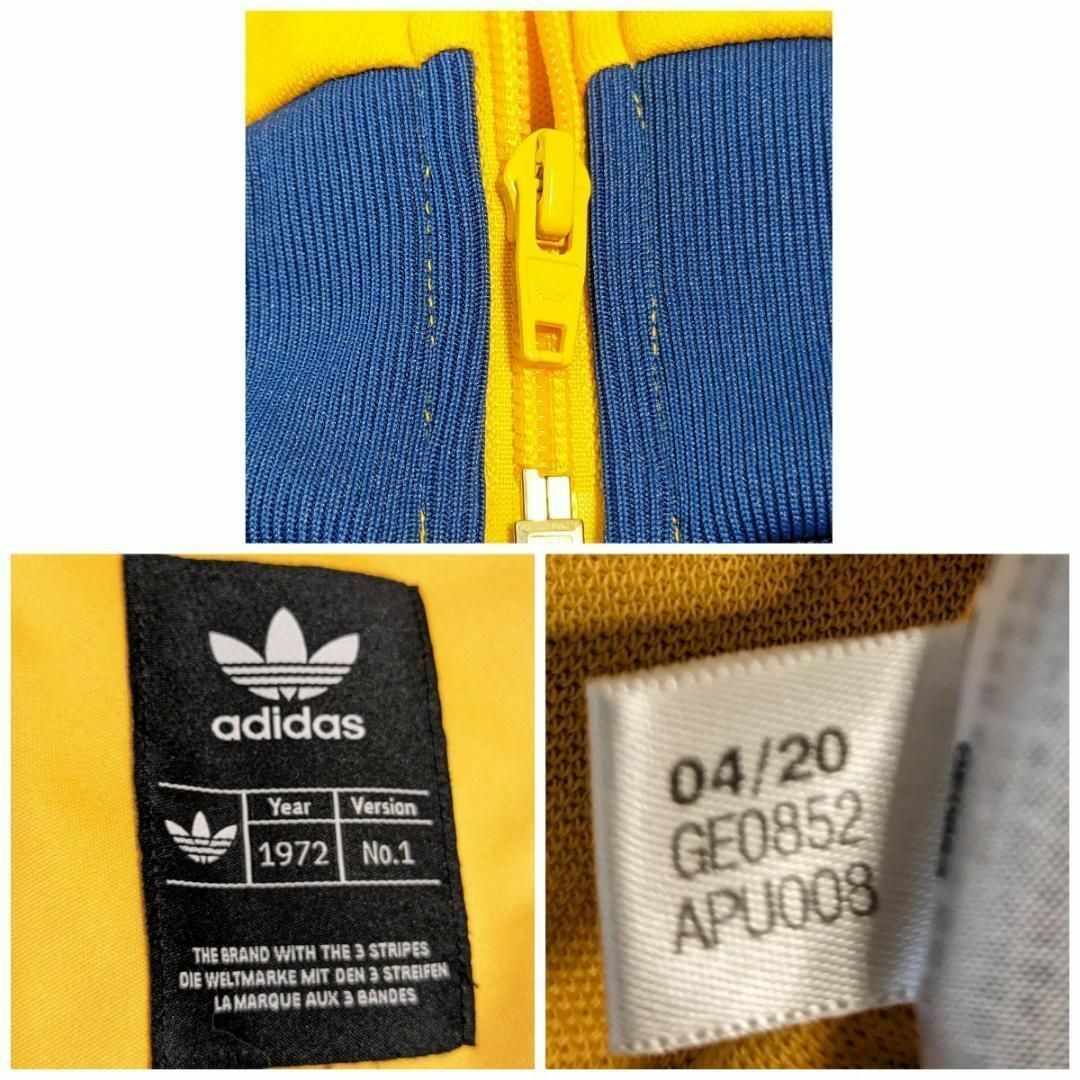 adidas
Year Version
1972 No.1
THE BRAND WITH THE 3 STRIPES
DIE WELTMARKE MIT DEN 3 STREIFEN
LA MARQUE AUX 3 BANDES
04/20
GE0852
APU008